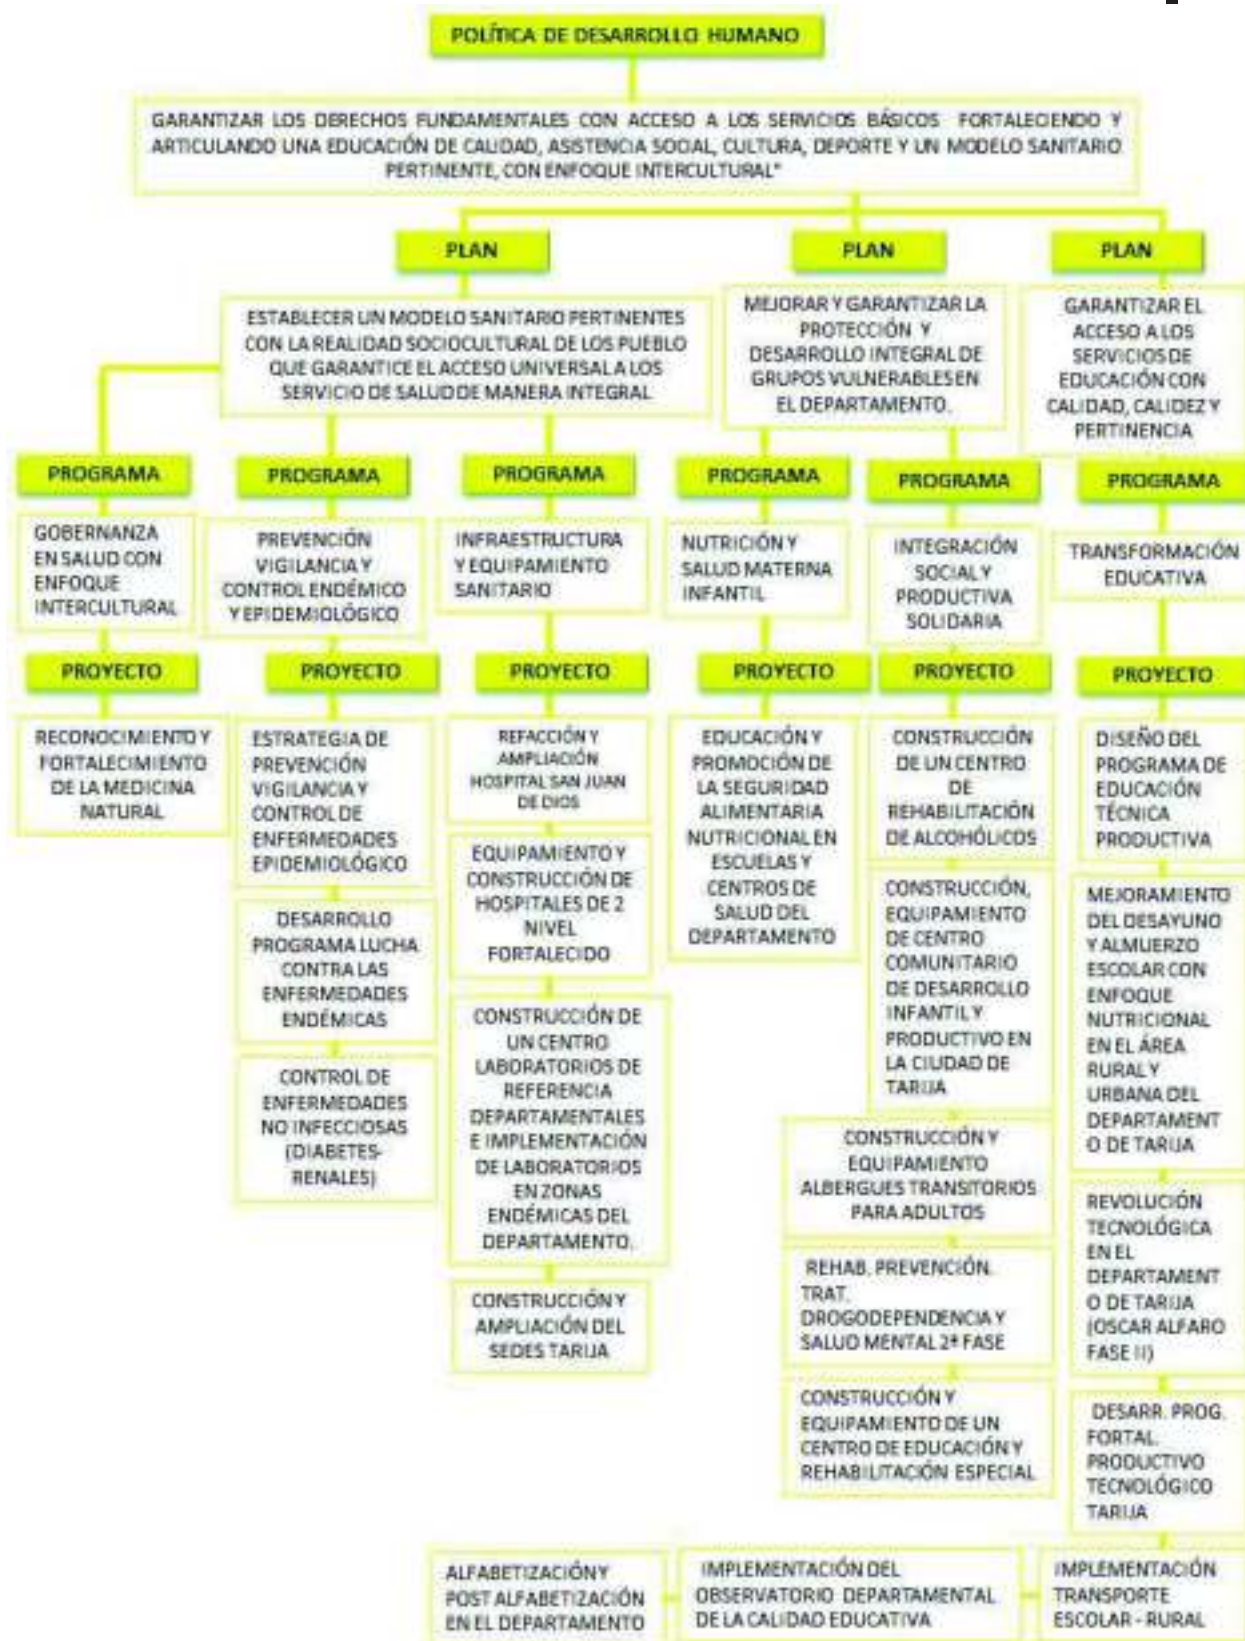 POLÍTICA DE DESARROLLO HUMANO
GARANTIZAR LOS DERECHOS FUNDAMENTALES CON ACCESO A LOS SERVICIOS BÁSICOS FORTALECIENDO Y
ARTICULANDO UNA EDUCACIÓN DE CALIDAD, ASISTENCIA SOCIAL, CULTURA, DEPORTE Y UN MODELO SANITARIO
PERTINENTE, CON ENFOQUE INTERCULTURAL"
PLAN
ESTABLECER UN MODELO SANITARIO PERTINENTES
CON LA REALIDAD SOCIOCULTURAL DE LOS PUEBLO
QUE GARANTICE EL ACCESO UNIVERSAL A LOS
SERVICIO DE SALUD DE MANERA INTEGRAL
PLAN
MEJORAR Y GARANTIZAR LA
PROTECCIÓN Y
DESARROLLO INTEGRAL DE
GRUPOS VULNERABLES EN
EL DEPARTAMENTO.
PLAN
GARANTIZAR EL
ACCESO A LOS
SERVICIOS DE
EDUCACIÓN CON
CALIDAD, CALIDEZ Y
PERTINENCIA
PROGRAMA
GOBERNANZA
EN SALUD CON
ENFOQUE
INTERCULTURAL
PROYECTO
RECONOCIMIENTO Y
FORTALECIMIENTO
DE LA MEDICINA
NATURAL
PROGRAMA
PREVENCIÓN
VIGILANCIA Y
CONTROL ENDÉMICO
Y EPIDEMIOLÓGICO
PROYECTO
ESTRATEGIA DE
PREVENCIÓN
VIGILANCIA Y
CONTROL DE
ENFERMEDADES
EPIDEMIOLÓGICO
DESARROLLO
PROGRAMA LUCHA
CONTRA LAS
ENFERMEDADES
ENDÉMICAS
CONTROL DE
ENFERMEDADES
NO INFECCIOSAS
(DIABETES-
RENALES)
PROGRAMA
INFRAESTRUCTURA
Y EQUIPAMIENTO
SANITARIO
PROYECTO
REFACCIÓN Y
AMPLIACIÓN
HOSPITAL SAN JUAN
DE DIOS
EQUIPAMIENTO Y
CONSTRUCCIÓN DE
HOSPITALES DE 2
NIVEL
FORTALECIDO
CONSTRUCCIÓN DE
UN CENTRO
LABORATORIOS DE
REFERENCIA
DEPARTAMENTALES
E IMPLEMENTACIÓN
DE LABORATORIOS
EN ZONAS
ENDÉMICAS DEL
DEPARTAMENTO.
CONSTRUCCIÓN Y
AMPLIACIÓN DEL
SEDES TARIJA
PROGRAMA
NUTRICIÓN Y
SALUD MATERNA
INFANTIL
PROYECTO
EDUCACIÓN Y
PROMOCIÓN DE
LA SEGURIDAD
ALIMENTARIA
NUTRICIONAL EN
ESCUELAS Y
CENTROS DE
SALUD DEL
DEPARTAMENTO
PROGRAMA
INTEGRACIÓN
SOCIAL Y
PRODUCTIVA
SOLIDARIA
PROYECTO
CONSTRUCCIÓN
DE UN CENTRO
DE
REHABILITACIÓN
DE ALCOHÓLICOS
CONSTRUCCIÓN,
EQUIPAMIENTO
DE CENTRO
COMUNITARIO
DE DESARROLLO
INFANTIL Y
PRODUCTIVO EN
LA CIUDAD DE
TARIJA
CONSTRUCCIÓN Y
EQUIPAMIENTO
ALBERGUES TRANSITORIOS
PARA ADULTOS
REHAB. PREVENCIÓN.
TRAT.
DROGODEPENDENCIA Y
SALUD MENTAL 2ª FASE
CONSTRUCCIÓN Y
EQUIPAMIENTO DE UN
CENTRO DE EDUCACIÓN Y
REHABILITACIÓN ESPECIAL
PROGRAMA
TRANSFORMACIÓN
EDUCATIVA
PROYECTO
DISEÑO DEL
PROGRAMA DE
EDUCACIÓN
TÉCNICA
PRODUCTIVA
MEJORAMIENTO
DEL DESAYUNO
Y ALMUERZO
ESCOLAR CON
ENFOQUE
NUTRICIONAL
EN EL ÁREA
RURAL Y
URBANA DEL
DEPARTAMENT
O DE TARIJA
REVOLUCIÓN
TECNOLÓGICA
EN EL
DEPARTAMENT
O DE TARIJA
(OSCAR ALFARO
FASE II)
DESARR. PROG.
FORTAL.
PRODUCTIVO
TECNOLÓGICO
TARIJA
IMPLEMENTACIÓN
TRANSPORTE
ESCOLAR - RURAL
IMPLEMENTACIÓN DEL
OBSERVATORIO DEPARTAMENTAL
DE LA CALIDAD EDUCATIVA
ALFABETIZACIÓN Y
POST ALFABETIZACIÓN
EN EL DEPARTAMENTO